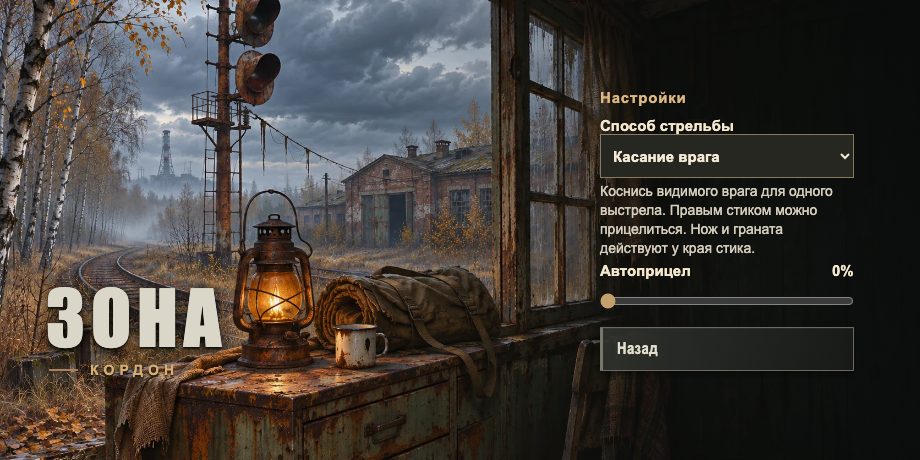 ЗОНА
КОРДОН
Настройки
Способ стрельбы
Касание врага
Коснись видимого врага для одного
выстрела. Правым стиком можно
прицелиться. Нож и граната
действуют у края стика.
Автоприцел 0%
Назад